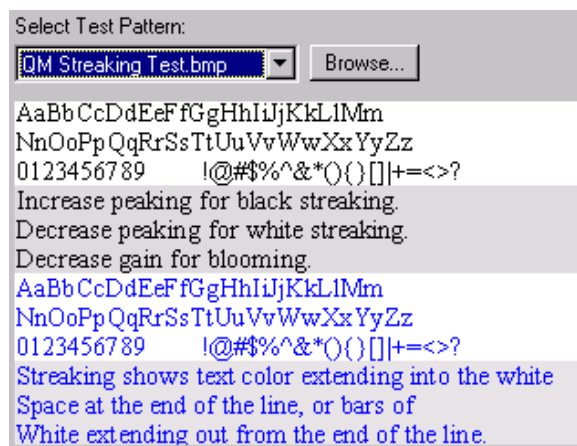 Select Test Pattern:
QM Streaking Test.bmp Browse...
AaBbCcDdEeFfGgHhIiJjKkLlMm
NnOoPpQqRrSsTtUuVvWwXxYyZz
0123456789 !@#$%^&*(){}[]|+=<>?
Increase peaking for black streaking.
Decrease peaking for white streaking.
Decrease gain for blooming.
AaBbCcDdEeFfGgHhIiJjKkLlMm
NnOoPpQqRrSsTtUuVvWwXxYyZz
0123456789 !@#$%^&*(){}[]|+=<>?
Streaking shows text color extending into the white
Space at the end of the line, or bars of
White extending out from the end of the line.